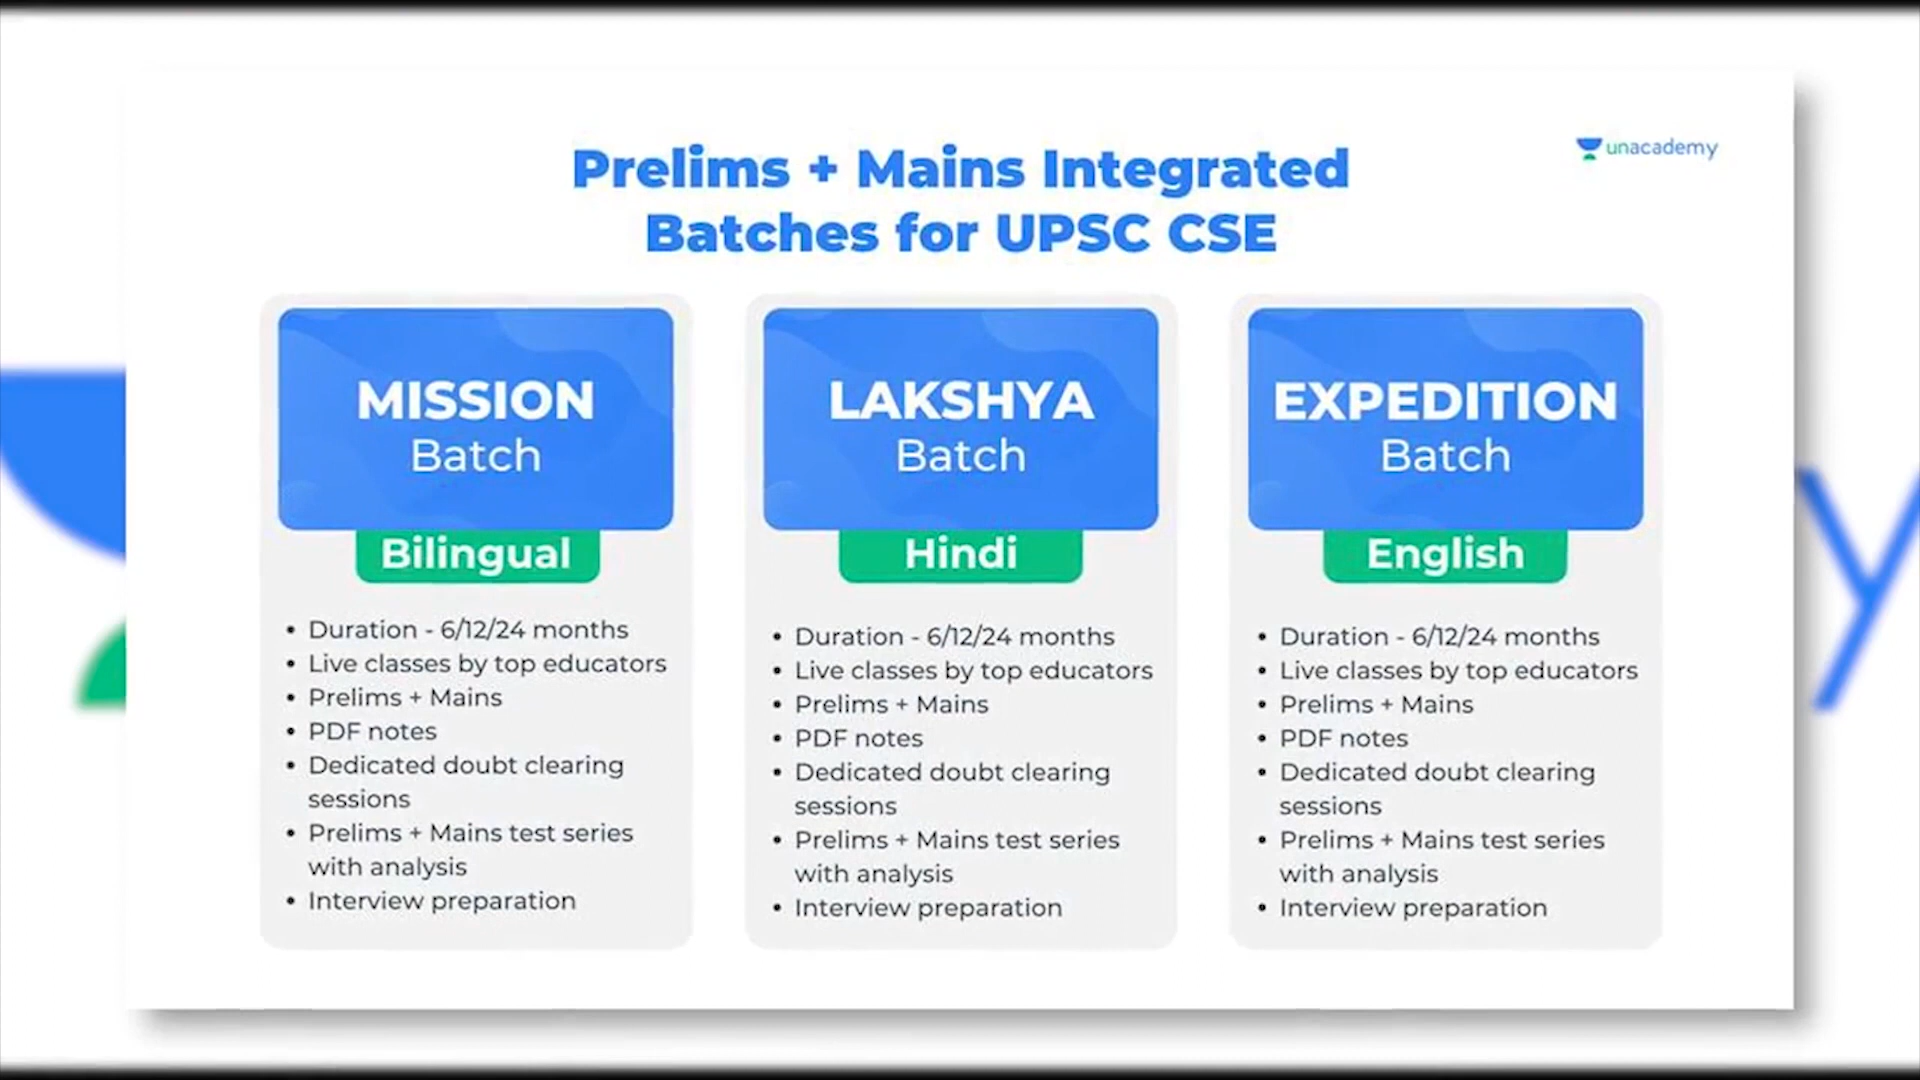 unacademy
Prelims + Mains Integrated
Batches for UPSC CSE
MISSION
Batch
Bilingual
• Duration - 6/12/24 months
• Live classes by top educators
• Prelims + Mains
• PDF notes
• Dedicated doubt clearing
sessions
• Prelims + Mains test series
with analysis
• Interview preparation
LAKSHYA
Batch
Hindi
• Duration - 6/12/24 months
• Live classes by top educators
• Prelims + Mains
• PDF notes
• Dedicated doubt clearing
sessions
• Prelims + Mains test series
with analysis
• Interview preparation
EXPEDITION
Batch
English
• Duration - 6/12/24 months
• Live classes by top educators
• Prelims + Mains
• PDF notes
• Dedicated doubt clearing
sessions
• Prelims + Mains test series
with analysis
• Interview preparation
y